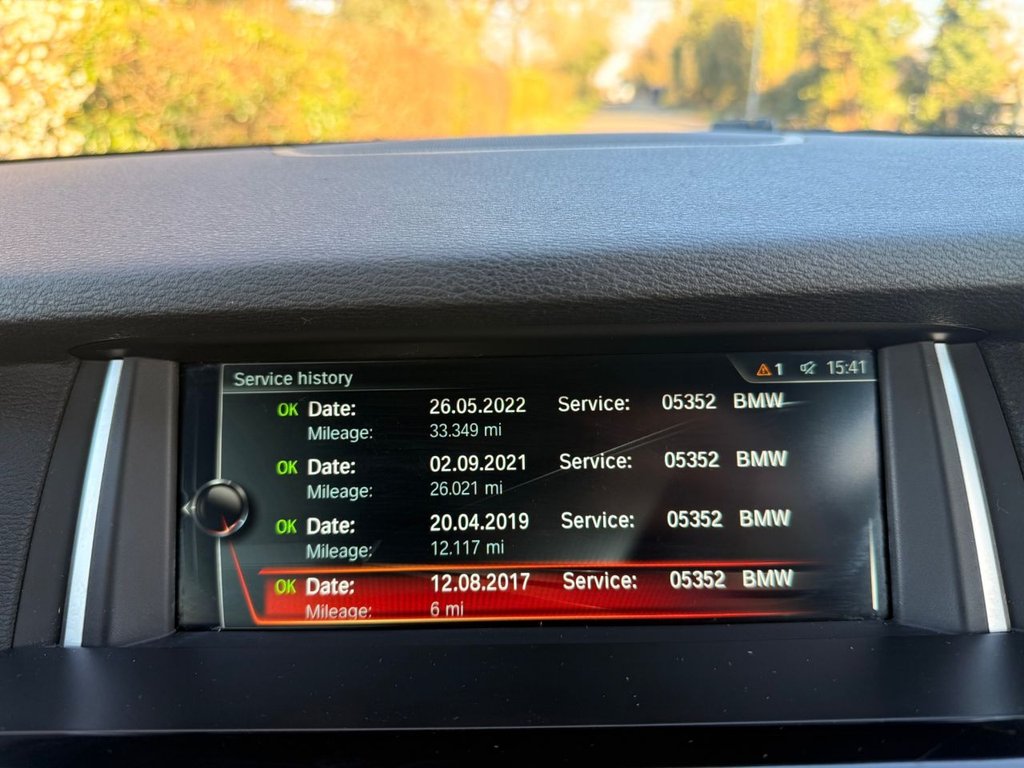 Service history 1 15:41
OK Date: 26.05.2022 Service: 05352 BMW
Mileage: 33.349 mi
OK Date: 02.09.2021 Service: 05352 BMW
Mileage: 26.021 mi
OK Date: 20.04.2019 Service: 05352 BMW
Mileage: 12.117 mi
OK Date: 12.08.2017 Service: 05352 BMW
Mileage: 6 mi